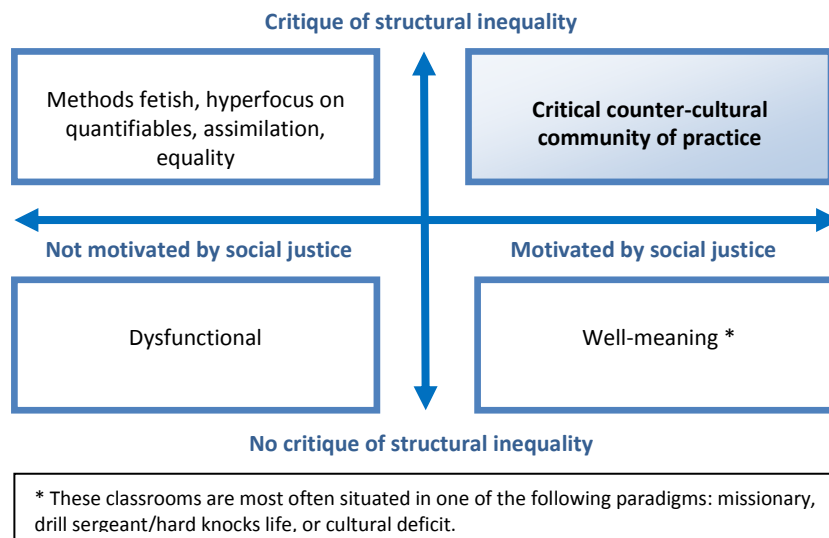 Critique of structural inequality
Methods fetish, hyperfocus on
quantifiables, assimilation,
equality
Critical counter-cultural
community of practice
Not motivated by social justice
Motivated by social justice
Dysfunctional
Well-meaning *
No critique of structural inequality
* These classrooms are most often situated in one of the following paradigms: missionary,
drill sergeant/hard knocks life, or cultural deficit.